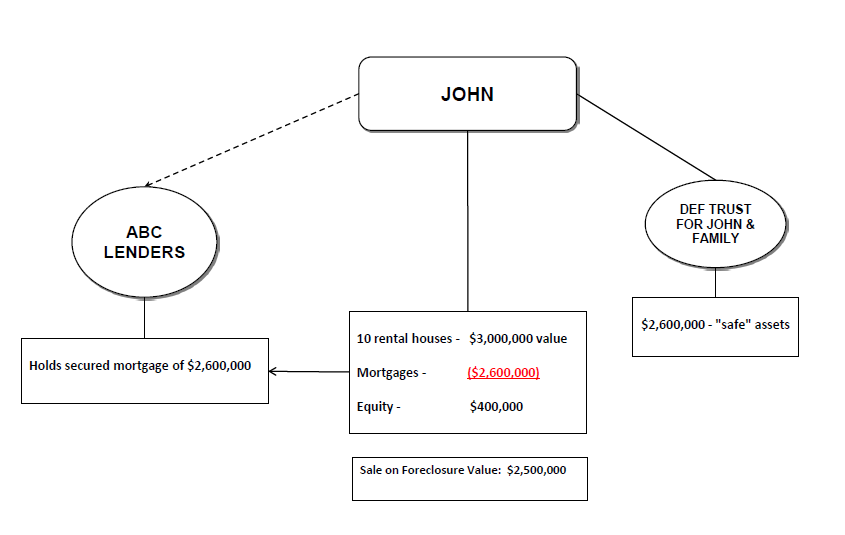 JOHN
ABC
LENDERS
DEF TRUST
FOR JOHN &
FAMILY
$2,600,000 - "safe" assets
Holds secured mortgage of $2,600,000
10 rental houses - $3,000,000 value
Mortgages - ($2,600,000)
Equity - $400,000
Sale on Foreclosure Value: $2,500,000